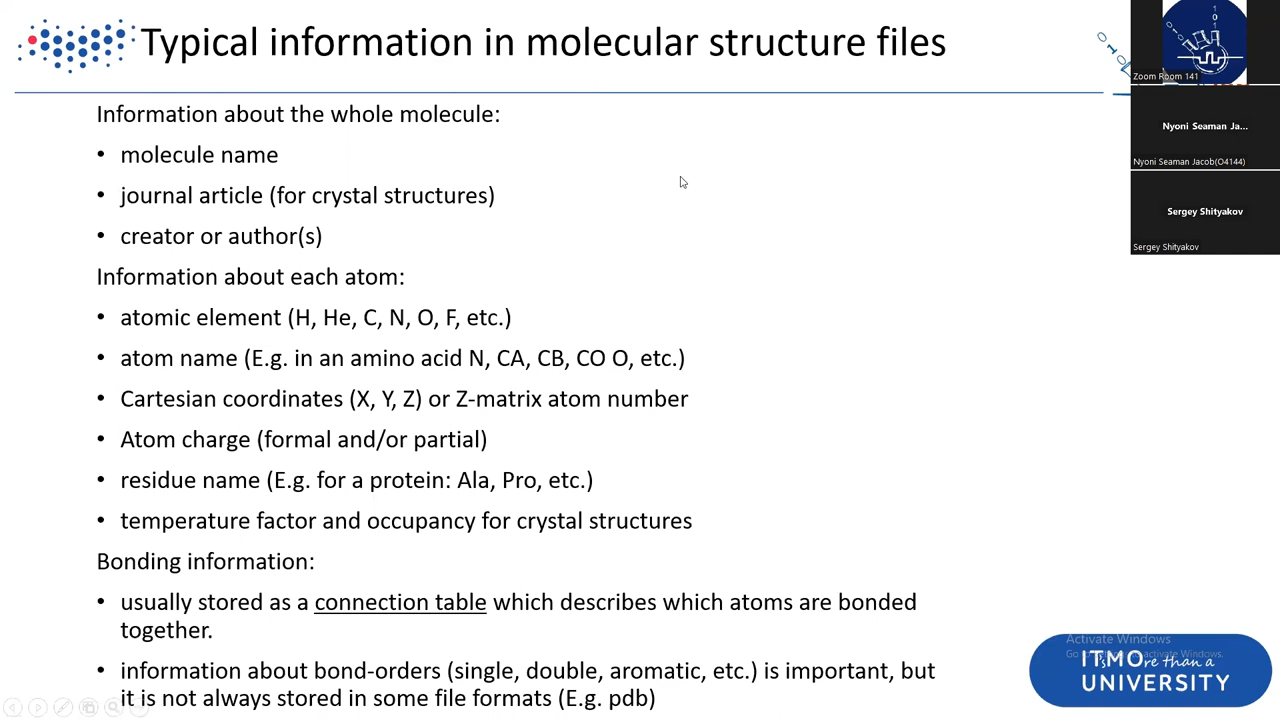 Typical information in molecular structure files
Information about the whole molecule:
• molecule name
• journal article (for crystal structures)
• creator or author(s)
Information about each atom:
• atomic element (H, He, C, N, O, F, etc.)
• atom name (E.g. in an amino acid N, CA, CB, CO O, etc.)
• Cartesian coordinates (X, Y, Z) or Z-matrix atom number
• Atom charge (formal and/or partial)
• residue name (E.g. for a protein: Ala, Pro, etc.)
• temperature factor and occupancy for crystal structures
Bonding information:
• usually stored as a connection table which describes which atoms are bonded
together.
• information about bond-orders (single, double, aromatic, etc.) is important, but
it is not always stored in some file formats (E.g. pdb)
Zoom Room 141
Nyoni Seaman Ja...
Nyoni Seaman Jacob(O4144)
Sergey Shityakov
Sergey Shityakov
Activate Windows
ITMO
UNIVERSITY